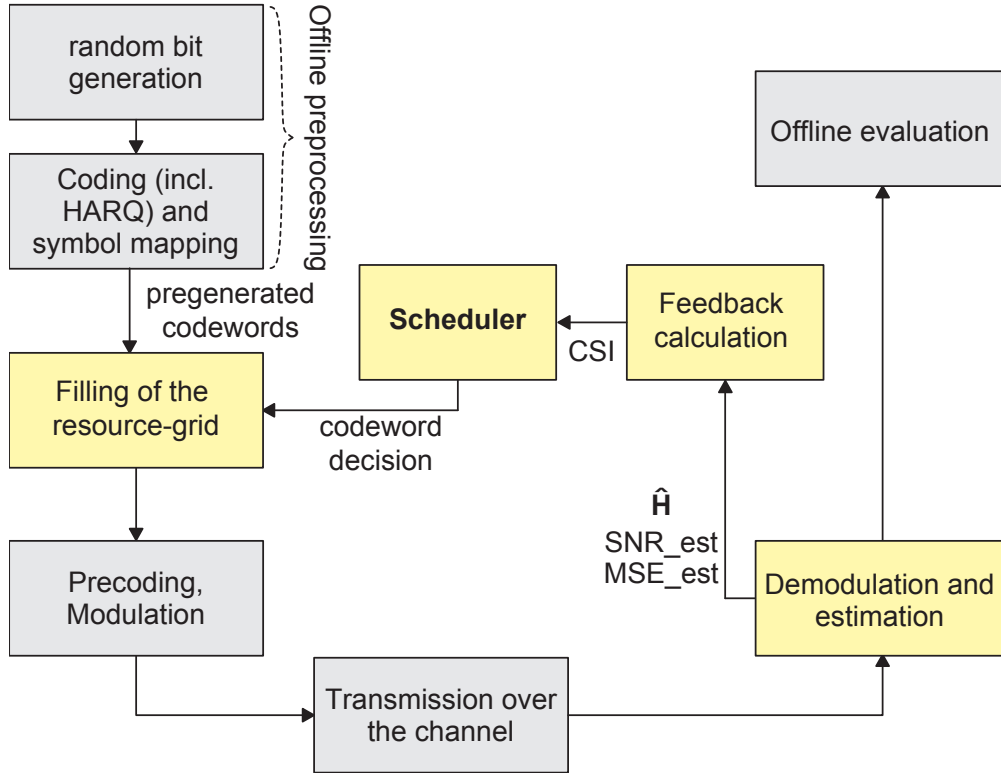 random bit
generation
Offline preprocessing
Coding (incl.
HARQ) and
symbol mapping
pregenerated
codewords
Offline evaluation
Scheduler
CSI
Feedback
calculation
Filling of the
resource-grid
codeword
decision
Ĥ
SNR_est
MSE_est
Precoding,
Modulation
Demodulation and
estimation
Transmission over
the channel